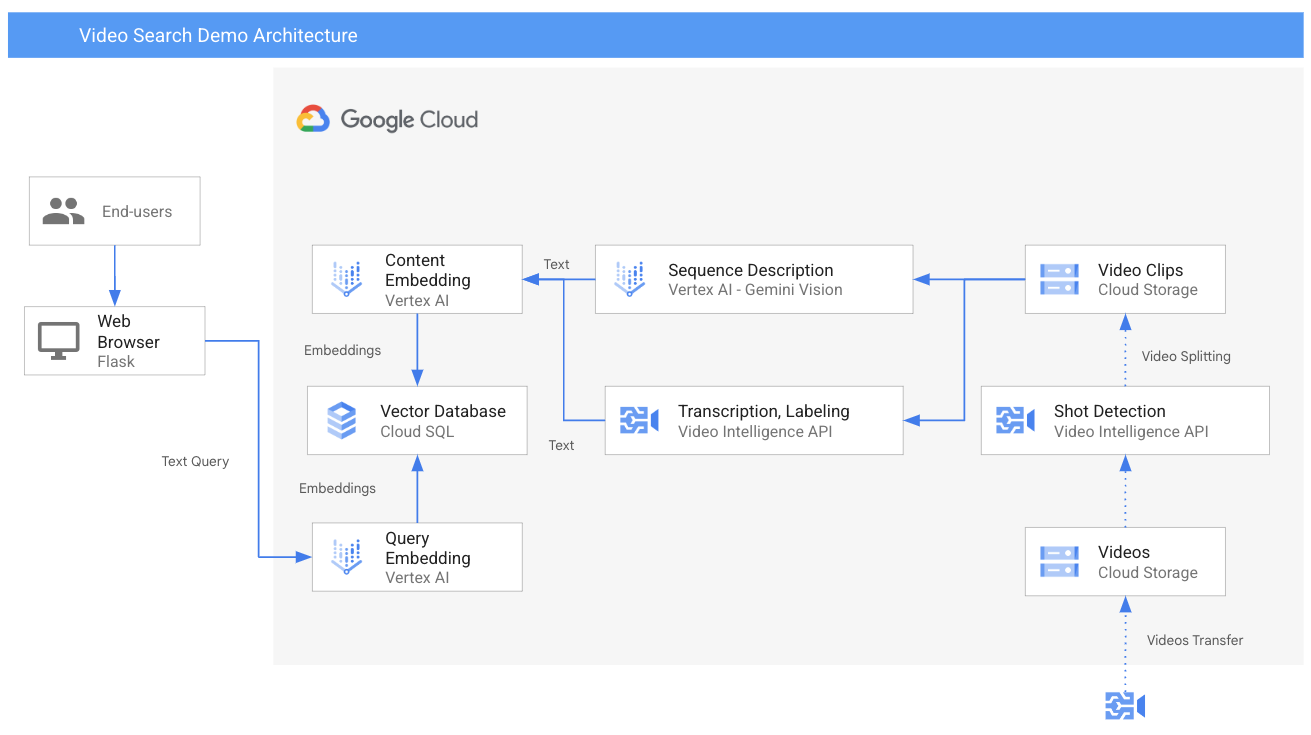 Video Search Demo Architecture
Google Cloud
End-users
Web
Browser
Flask
Text Query
Content
Embedding
Vertex AI
Text
Sequence Description
Vertex AI - Gemini Vision
Video Clips
Cloud Storage
Embeddings
Video Splitting
Vector Database
Cloud SQL
Text
Transcription, Labeling
Video Intelligence API
Shot Detection
Video Intelligence API
Embeddings
Query
Embedding
Vertex AI
Videos
Cloud Storage
Videos Transfer